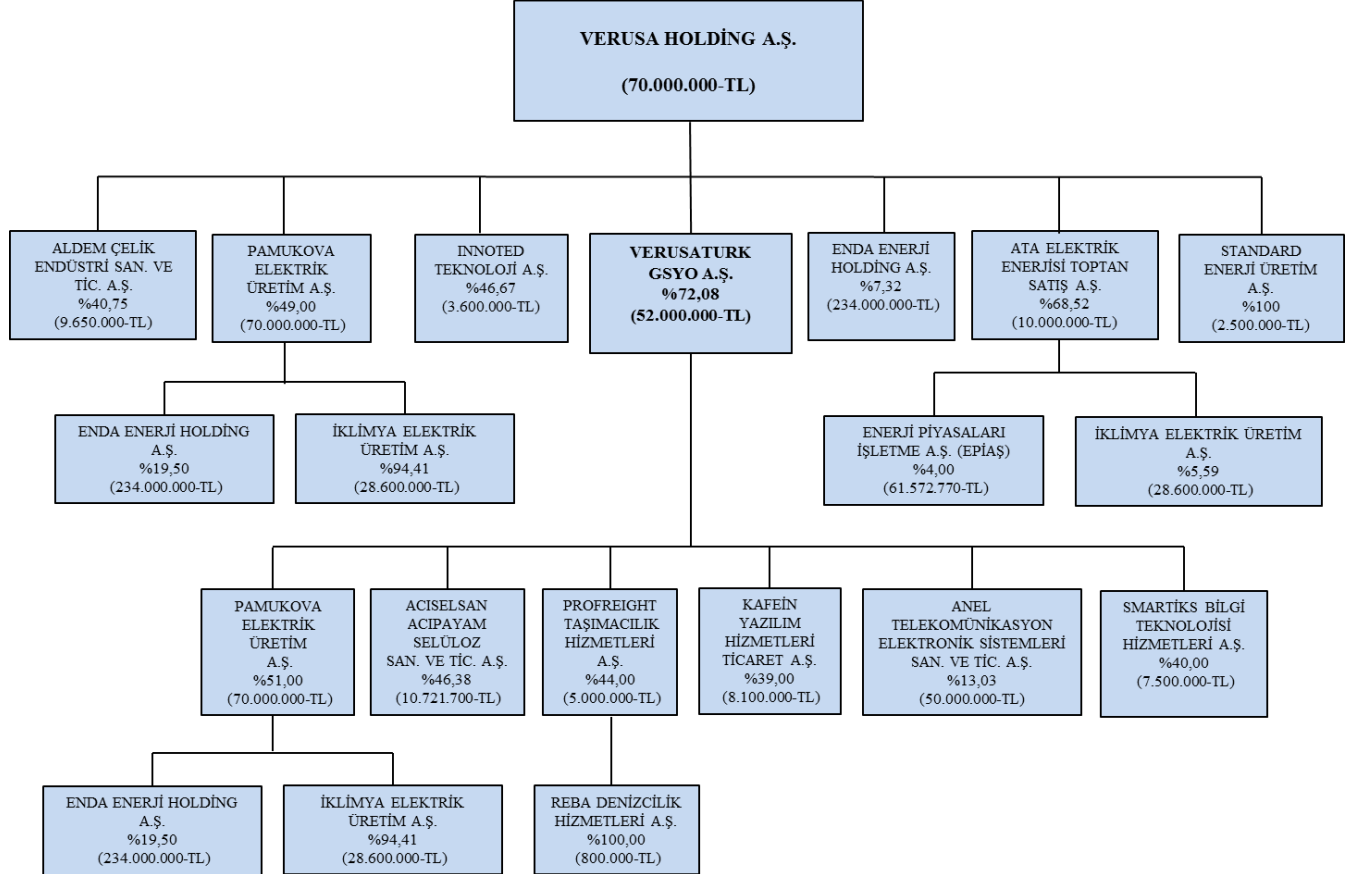 VERUSA HOLDİNG A.Ş.
(70.000.000-TL)
ALDEM ÇELİK
ENDÜSTRİ SAN. VE
TİC. A.Ş.
%40,75
(9.650.000-TL)
PAMUKOVA
ELEKTRİK
ÜRETİM A.Ş.
%49,00
(70.000.000-TL)
INNOTED
TEKNOLOJİ A.Ş.
%46,67
(3.600.000-TL)
VERUSATURK
GSYO A.Ş.
%72,08
(52.000.000-TL)
ENDA ENERJİ
HOLDİNG A.Ş.
%7,32
(234.000.000-TL)
ATA ELEKTRİK
ENERJİSİ TOPTAN
SATIŞ A.Ş.
%68,52
(10.000.000-TL)
STANDARD
ENERJİ ÜRETİM
A.Ş.
%100
(2.500.000-TL)
ENDA ENERJİ HOLDİNG
A.Ş.
%19,50
(234.000.000-TL)
İKLİMYA ELEKTRİK
ÜRETİM A.Ş.
%94,41
(28.600.000-TL)
ENERJİ PİYASALARI
İŞLETME A.Ş. (EPİAŞ)
%4,00
(61.572.770-TL)
İKLİMYA ELEKTRİK ÜRETİM
A.Ş.
%5,59
(28.600.000-TL)
PAMUKOVA
ELEKTRİK
ÜRETİM
A.Ş.
%51,00
(70.000.000-TL)
ACISELSAN
ACIPAYAM
SELÜLOZ
SAN. VE TİC. A.Ş.
%46,38
(10.721.700-TL)
PROFREIGHT
TAŞIMACILIK
HİZMETLERİ
A.Ş.
%44,00
(5.000.000-TL)
KAFEİN
YAZILIM
HİZMETLERİ
TİCARET A.Ş.
%39,00
(8.100.000-TL)
ANEL
TELEKOMÜNİKASYON
ELEKTRONİK SİSTEMLERİ
SAN. VE TİC. A.Ş.
%13,03
(50.000.000-TL)
SMARTİKS BİLGİ
TEKNOLOJİSİ
HİZMETLERİ A.Ş.
%40,00
(7.500.000-TL)
ENDA ENERJİ HOLDİNG
A.Ş.
%19,50
(234.000.000-TL)
İKLİMYA ELEKTRİK
ÜRETİM A.Ş.
%94,41
(28.600.000-TL)
REBA DENİZCİLİK
HİZMETLERİ A.Ş.
%100,00
(800.000-TL)